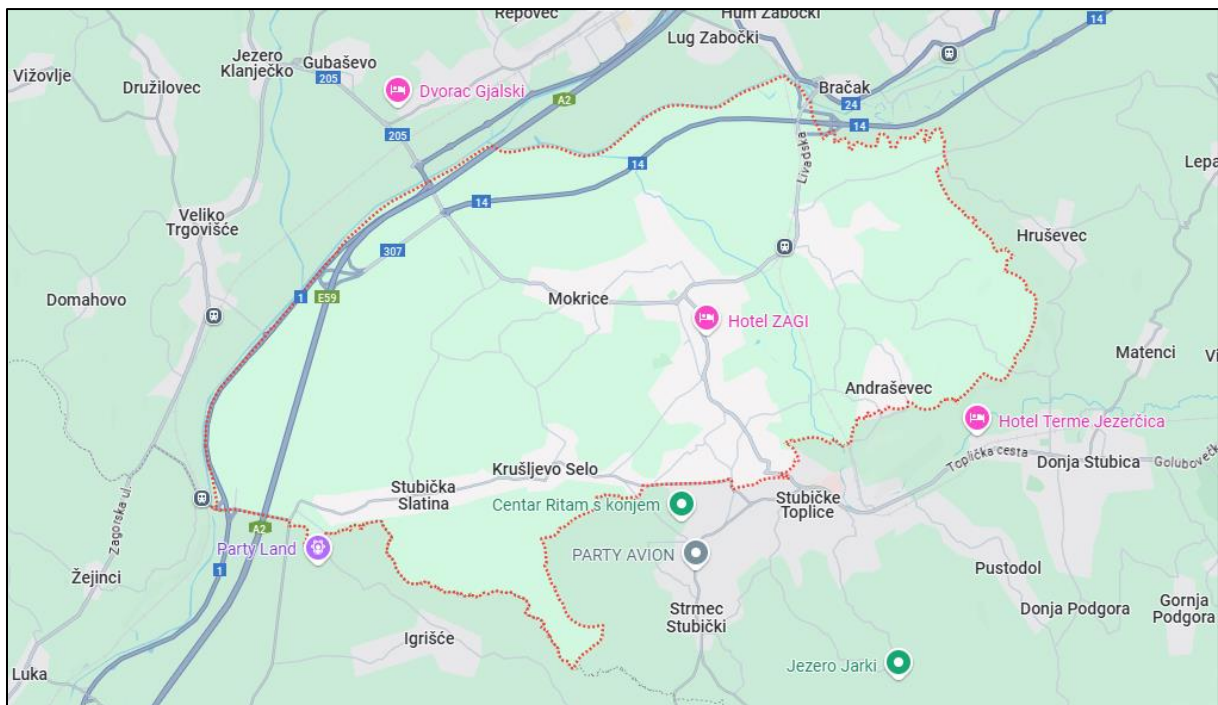 Repovec
Hum Zabočki
14
Lug Zabočki
Jezero
Klanječko
Gubaševo
205
Vižovlje
Družilovec
Dvorac Gjalski
A2
Bračak
24
14
205
14
Livadska
14
Veliko
Trgovišće
307
Hruševec
Domahovo
1
E59
Mokrice
Hotel ZAGI
Matenci
Andraševec
Hotel Terme Jezerčica
Toplička cesta
Donja Stubica
Krušljevo Selo
Stubička
Slatina
Centar Ritam s konjem
Stubičke
Toplice
Zagorska ul.
A2
Party Land
PARTY AVION
1
Žejinci
Pustodol
Donja Podgora
Gornja
Podgora
Strmec
Stubički
Igrišće
Jezero Jarki
Luka